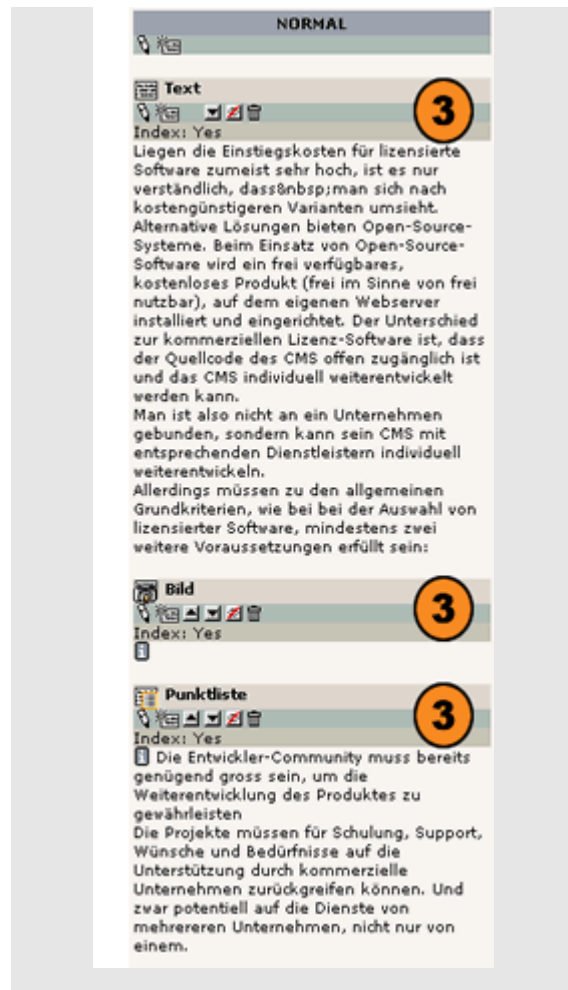 NORMAL
Text
3
Index: Yes
Liegen die Einstiegskosten für lizensierte
Software zumeist sehr hoch, ist es nur
verständlich, dass&nbsp;man sich nach
kostengünstigeren Varianten umsieht.
Alternative Lösungen bieten Open-Source-
Systeme. Beim Einsatz von Open-Source-
Software wird ein frei verfügbares,
kostenloses Produkt (frei im Sinne von frei
nutzbar), auf dem eigenen Webserver
installiert und eingerichtet. Der Unterschied
zur kommerziellen Lizenz-Software ist, dass
der Quellcode des CMS offen zugänglich ist
und das CMS individuell weiterentwickelt
werden kann.
Man ist also nicht an ein Unternehmen
gebunden, sondern kann sein CMS mit
entsprechenden Dienstleistern individuell
weiterentwickeln.
Allerdings müssen zu den allgemeinen
Grundkriterien, wie bei bei der Auswahl von
lizensierter Software, mindestens zwei
weitere Voraussetzungen erfüllt sein:
Bild
3
Index: Yes
Punktliste
3
Index: Yes
Die Entwickler-Community muss bereits
genügend gross sein, um die
Weiterentwicklung des Produktes zu
gewährleisten
Die Projekte müssen für Schulung, Support,
Wünsche und Bedürfnisse auf die
Unterstützung durch kommerzielle
Unternehmen zurückgreifen können. Und
zwar potentiell auf die Dienste von
mehrereren Unternehmen, nicht nur von
einem.